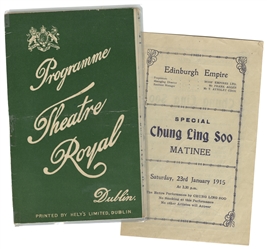 Programme
Theatre
Royal
Dublin.
PRINTED BY HELY'S LIMITED, DUBLIN
Edinburgh Empire
SPECIAL
Chung Ling Soo
MATINEE
Saturday, 23rd January 1915